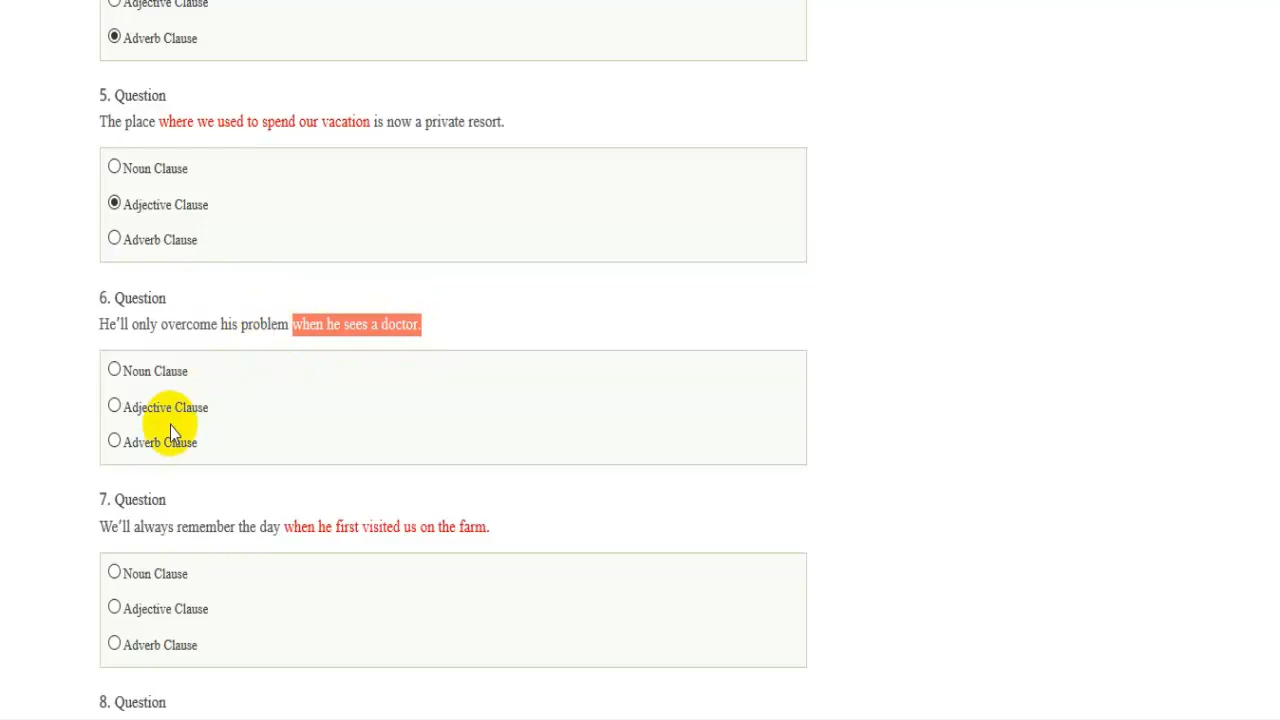 Adjective Clause
Adverb Clause
5. Question
The place where we used to spend our vacation is now a private resort.
Noun Clause
Adjective Clause
Adverb Clause
6. Question
He'll only overcome his problem when he sees a doctor.
Noun Clause
Adjective Clause
Adverb Clause
7. Question
We'll always remember the day when he first visited us on the farm.
Noun Clause
Adjective Clause
Adverb Clause
8. Question